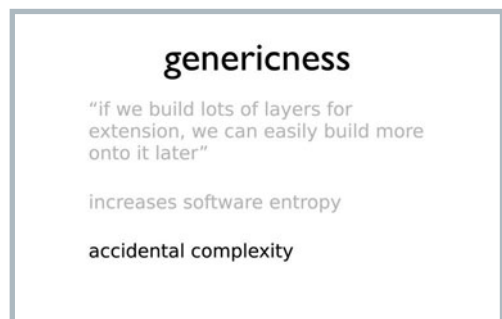 genericness
“if we build lots of layers for
extension, we can easily build more
onto it later”
increases software entropy
accidental complexity